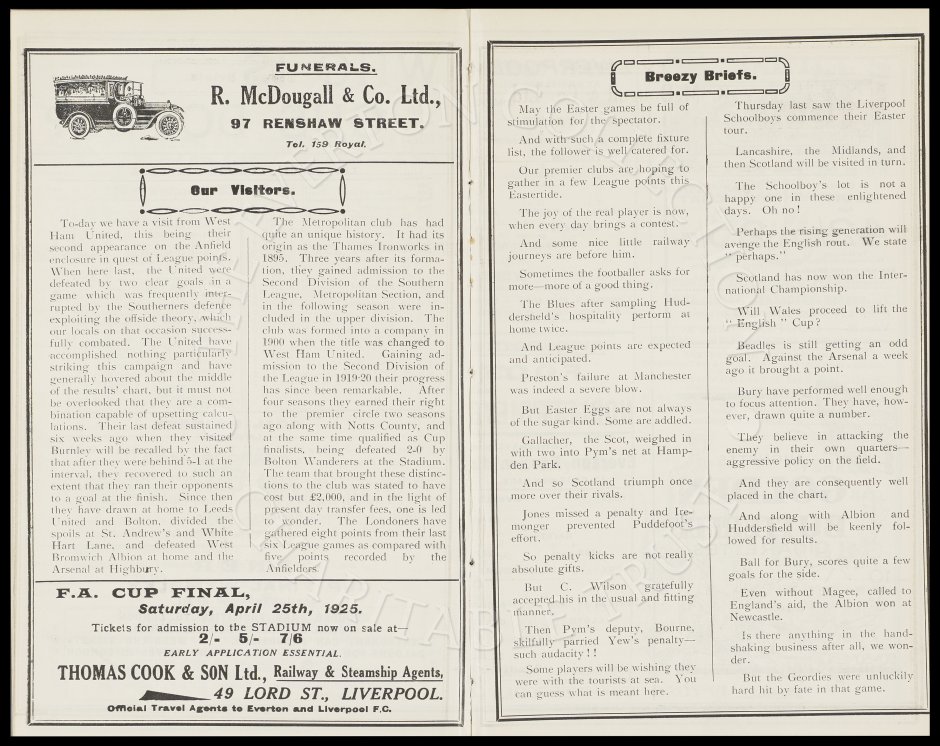 FUNERALS.
R. McDougall & Co. Ltd.,
97 RENSHAW STREET.
Tel. 159 Royal.
Our Visitors.
To-day we have a visit from West
Ham United, this being their
second appearance on the Anfield
enclosure in quest of League points.
When here last, the United were
defeated by two clear goals in a
game which was frequently inter-
rupted by the Southerners defence
exploiting the offside theory, which
our locals on that occasion success-
fully combated. The United have
accomplished nothing particularly
striking this campaign and have
generally hovered about the middle
of the results' chart, but it must not
be overlooked that they are a com-
bination capable of upsetting calcu-
lations. Their last defeat sustained
six weeks ago when they visited
Burnley will be recalled by the fact
that after they were behind 5-1 at the
interval, they recovered to such an
extent that they ran their opponents
to a goal at the finish. Since then
they have drawn at home to Leeds
United and Bolton, divided the
spoils at St. Andrew's and White
Hart Lane, and defeated West
Bromwich Albion at home and the
Arsenal at Highbury.
The Metropolitan club has had
quite an unique history. It had its
origin as the Thames Ironworks in
1895. Three years after its forma-
tion, they gained admission to the
Second Division of the Southern
League, Metropolitan Section, and
in the following season were in-
cluded in the upper division. The
club was formed into a company in
1900 when the title was changed to
West Ham United. Gaining ad-
mission to the Second Division of
the League in 1919-20 their progress
has since been remarkable. After
four seasons they earned their right
to the premier circle two seasons
ago along with Notts County, and
at the same time qualified as Cup
finalists, being defeated 2-0 by
Bolton Wanderers at the Stadium.
The team that brought these distinc-
tions to the club was stated to have
cost but £2,000, and in the light of
present day transfer fees, one is led
to wonder. The Londoners have
gathered eight points from their last
six League games as compared with
five points recorded by the
Anfielders.
F.A. CUP FINAL,
Saturday, April 25th, 1925.
Tickets for admission to the STADIUM now on sale at—
2/- 5/- 7/6
EARLY APPLICATION ESSENTIAL.
THOMAS COOK & SON Ltd., Railway & Steamship Agents,
49 LORD ST., LIVERPOOL.
Official Travel Agents to Everton and Liverpool F.C.
Breezy Briefs.
May the Easter games be full of
stimulation for the spectator.
And with such a complete fixture
list, the follower is well catered for.
Our premier clubs are hoping to
gather in a few League points this
Eastertide.
The joy of the real player is now,
when every day brings a contest.
And some nice little railway
journeys are before him.
Sometimes the footballer asks for
more—more of a good thing.
The Blues after sampling Hud-
dersfield's hospitality perform at
home twice.
And League points are expected
and anticipated.
Preston's failure at Manchester
was indeed a severe blow.
But Easter Eggs are not always
of the sugar kind. Some are addled.
Gallacher, the Scot, weighed in
with two into Pym's net at Hamp-
den Park.
And so Scotland triumph once
more over their rivals.
Jones missed a penalty and Ire-
monger prevented Puddefoot's
effort.
So penalty kicks are not really
absolute gifts.
But C. Wilson gratefully
accepted his in the usual and fitting
manner.
Then Pym's deputy, Bourne,
skilfully parried Yew's penalty—
such audacity ! !
Some players will be wishing they
were with the tourists at sea. You
can guess what is meant here.
Thursday last saw the Liverpool
Schoolboys commence their Easter
tour.
Lancashire, the Midlands, and
then Scotland will be visited in turn.
The Schoolboy's lot is not a
happy one in these enlightened
days. Oh no !
Perhaps the rising generation will
avenge the English rout. We state
" perhaps."
Scotland has now won the Inter-
national Championship.
Will Wales proceed to lift the
" English " Cup ?
Beadles is still getting an odd
goal. Against the Arsenal a week
ago it brought a point.
Bury have performed well enough
to focus attention. They have, how-
ever, drawn quite a number.
They believe in attacking the
enemy in their own quarters—
aggressive policy on the field.
And they are consequently well
placed in the chart.
And along with Albion and
Huddersfield will be keenly fol-
lowed for results.
Ball for Bury, scores quite a few
goals for the side.
Even without Magee, called to
England's aid, the Albion won at
Newcastle.
Is there anything in the hand-
shaking business after all, we won-
der.
But the Geordies were unluckily
hard hit by fate in that game.